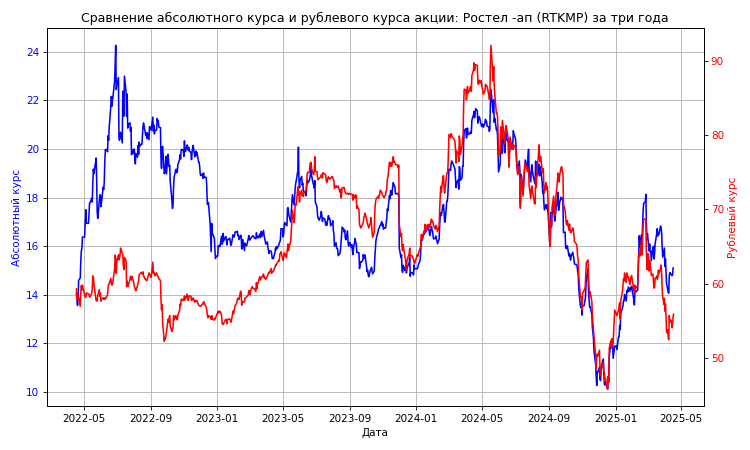 Сравнение абсолютного курса и рублевого курса акции: Ростел -ап (RTKMP) за три года
24
22
20
18
16
14
12
10
Абсолютный курс
90
80
70
60
50
Рублевый курс
2022-05 2022-09 2023-01 2023-05 2023-09 2024-01 2024-05 2024-09 2025-01 2025-05
Дата